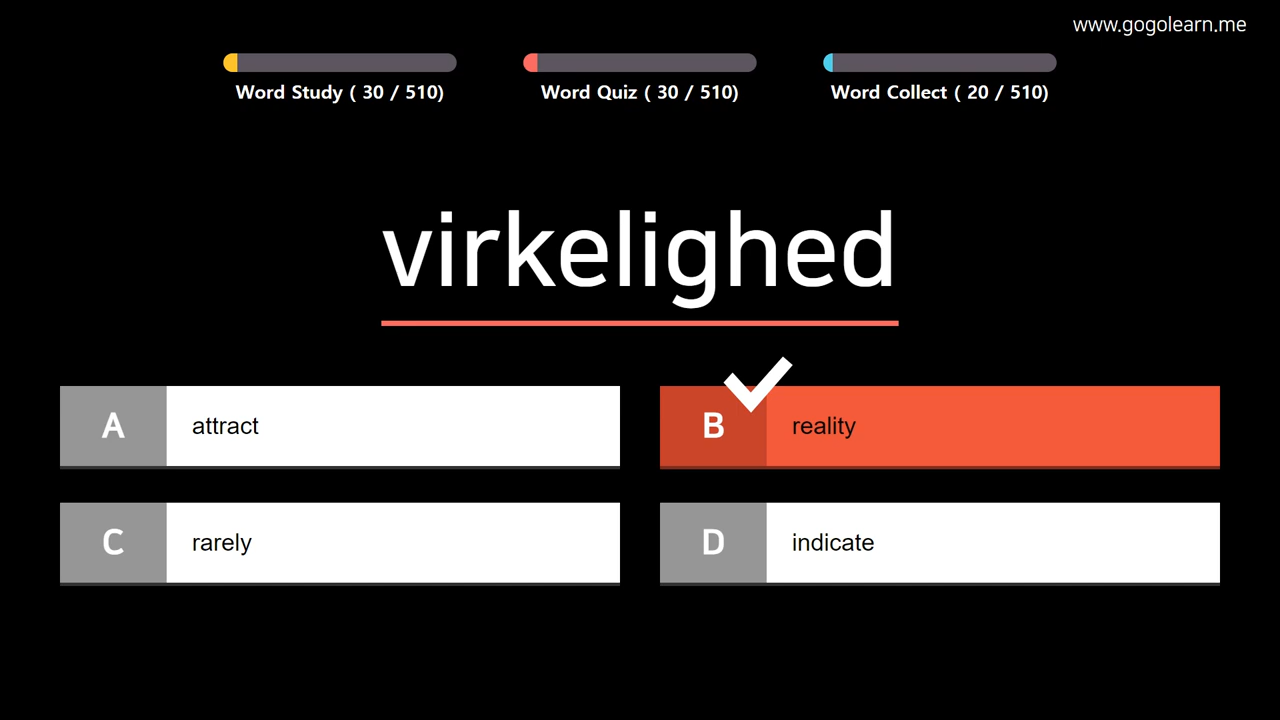 www.gogolearn.me
Word Study ( 30 / 510)
Word Quiz ( 30 / 510)
Word Collect ( 20 / 510)
virkelighed
A attract
B reality
C rarely
D indicate